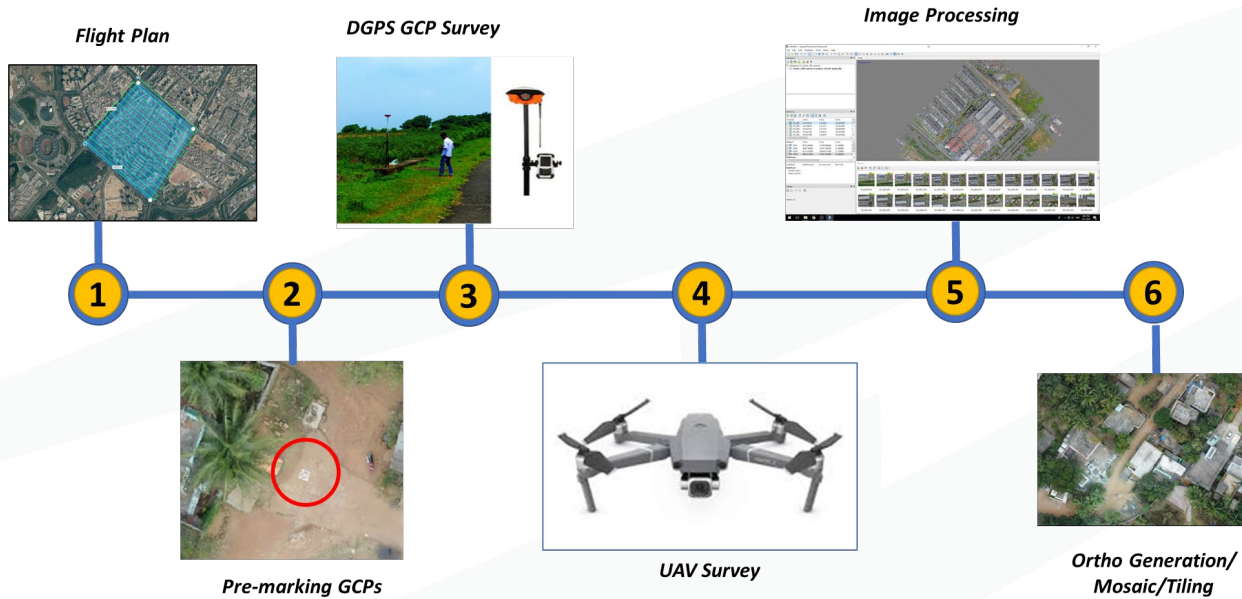 Flight Plan
DGPS GCP Survey
Image Processing
1
2
3
4
5
6
Pre-marking GCPs
UAV Survey
Ortho Generation/
Mosaic/Tiling